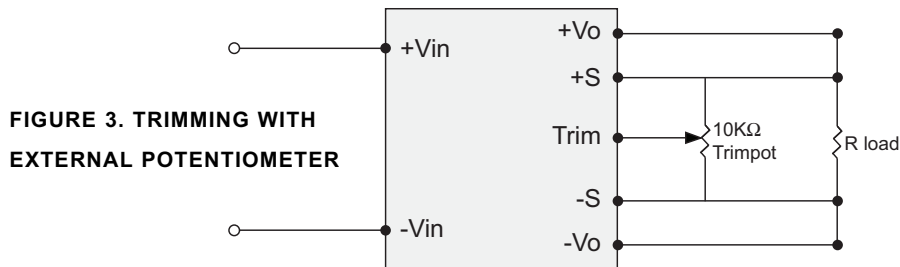 FIGURE 3. TRIMMING WITH
EXTERNAL POTENTIOMETER
+Vin
-Vin
+Vo
+S
Trim
-S
-Vo
10KΩ
Trimpot
R load